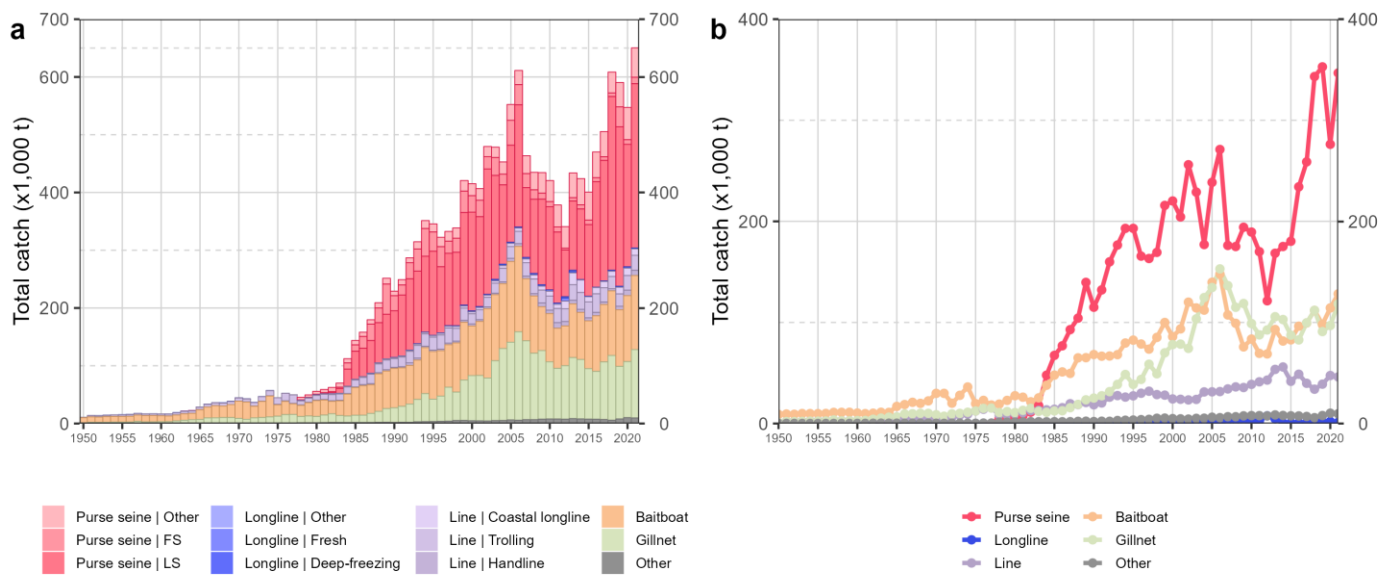 a
700
600
400
200
0
Total catch (x1,000 t)
700
600
400
200
0
1950 1955 1960 1965 1970 1975 1980 1985 1990 1995 2000 2005 2010 2015 2020
b
400
200
0
Total catch (x1,000 t)
400
200
0
1950 1955 1960 1965 1970 1975 1980 1985 1990 1995 2000 2005 2010 2015 2020
Purse seine | Other
Purse seine | FS
Purse seine | LS
Longline | Other
Longline | Fresh
Longline | Deep-freezing
Line | Coastal longline
Line | Trolling
Line | Handline
Baitboat
Gillnet
Other
Purse seine
Longline
Line
Baitboat
Gillnet
Other